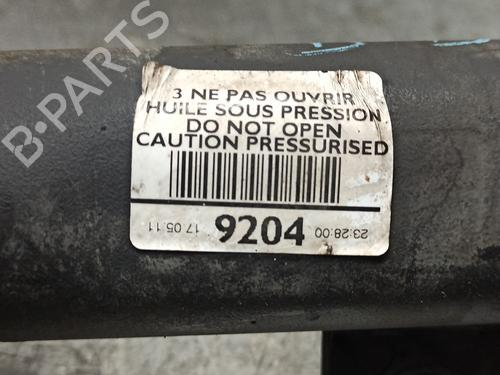 3 NE PAS OUVRIR
HUILE SOUS PRESSION
DO NOT OPEN
CAUTION PRESSURISED
17 05 11 9204 23:28:00
B-PARTS